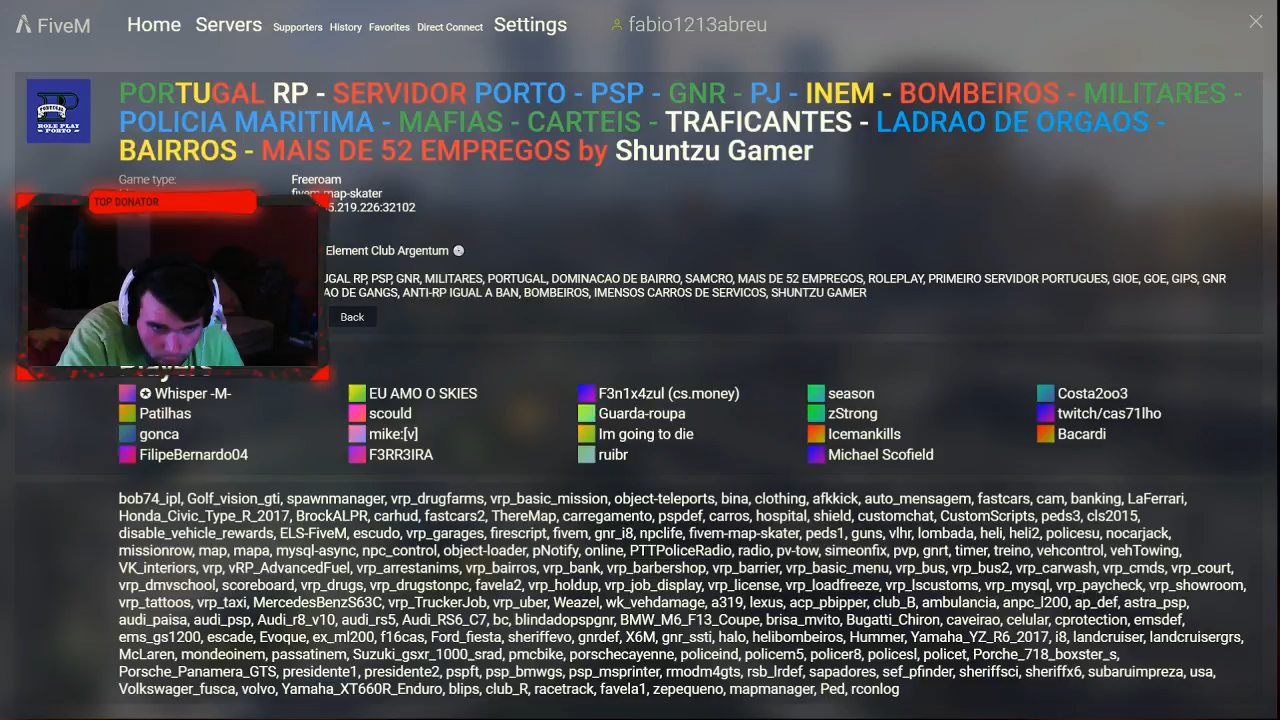 FiveM Home Servers Supporters History Favorites Direct Connect Settings fabio1213abreu
PORTUGAL RP - SERVIDOR PORTO - PSP - GNR - PJ - INEM - BOMBEIROS - MILITARES -
POLICIA MARITIMA - MAFIAS - CARTEIS - TRAFICANTES - LADRAO DE ORGAOS -
BAIRROS - MAIS DE 52 EMPREGOS by Shuntzu Gamer
PORTUGAL
ROLE PLAY
PORTO
Game type: Freeroam
fivem-map-skater
5.219.226:32102
TOP DONATOR
Element Club Argentum
UGAL RP, PSP, GNR, MILITARES, PORTUGAL, DOMINACAO DE BAIRRO, SAMCRO, MAIS DE 52 EMPREGOS, ROLEPLAY, PRIMEIRO SERVIDOR PORTUGUES, GIOE, GOE, GIPS, GNR
AO DE GANGS, ANTI-RP IGUAL A BAN, BOMBEIROS, IMENSOS CARROS DE SERVICOS, SHUNTZU GAMER
Back
Players
✪ Whisper -M- EU AMO O SKIES F3n1x4zul (cs.money) season Costa2oo3
Patilhas scould Guarda-roupa zStrong twitch/cas71lho
gonca mike:[v] Im going to die Icemankills Bacardi
FilipeBernardo04 F3RR3IRA ruibr Michael Scofield
bob74_ipl, Golf_vision_gti, spawnmanager, vrp_drugfarms, vrp_basic_mission, object-teleports, bina, clothing, afkkick, auto_mensagem, fastcars, cam, banking, LaFerrari,
Honda_Civic_Type_R_2017, BrockALPR, carhud, fastcars2, ThereMap, carregamento, pspdef, carros, hospital, shield, customchat, CustomScripts, peds3, cls2015,
disable_vehicle_rewards, ELS-FiveM, escudo, vrp_garages, firescript, fivem, gnr_i8, npclife, fivem-map-skater, peds1, guns, vlhr, lombada, heli, heli2, policesu, nocarjack,
missionrow, map, mapa, mysql-async, npc_control, object-loader, pNotify, online, PTTPoliceRadio, radio, pv-tow, simeonfix, pvp, gnrt, timer, treino, vehcontrol, vehTowing,
VK_interiors, vrp, vRP_AdvancedFuel, vrp_arrestanims, vrp_bairros, vrp_bank, vrp_barbershop, vrp_barrier, vrp_basic_menu, vrp_bus, vrp_bus2, vrp_carwash, vrp_cmds, vrp_court,
vrp_dmvschool, scoreboard, vrp_drugs, vrp_drugstonpc, favela2, vrp_holdup, vrp_job_display, vrp_license, vrp_loadfreeze, vrp_lscustoms, vrp_mysql, vrp_paycheck, vrp_showroom,
vrp_tattoos, vrp_taxi, MercedesBenzS63C, vrp_TruckerJob, vrp_uber, Weazel, wk_vehdamage, a319, lexus, acp_pbipper, club_B, ambulancia, anpc_l200, ap_def, astra_psp,
audi_paisa, audi_psp, Audi_r8_v10, audi_rs5, Audi_RS6_C7, bc, blindadopsgnr, BMW_M6_F13_Coupe, brisa_mvito, Bugatti_Chiron, caveirao, celular, cprotection, emsdef,
ems_gs1200, escade, Evoque, ex_ml200, f16cas, Ford_fiesta, sheriffevo, gnrdef, X6M, gnr_ssti, halo, helibombeiros, Hummer, Yamaha_YZ_R6_2017, i8, landcruiser, landcruisergrs,
McLaren, mondeoinem, passatinem, Suzuki_gsxr_1000_srad, pmcbike, porschecayenne, policeind, policem5, policer8, policesl, policet, Porche_718_boxster_s,
Porsche_Panamera_GTS, presidente1, presidente2, pspft, psp_bmwgs, psp_msprinter, rmodm4gts, rsb_lrdef, sapadores, sef_pfinder, sheriffsci, sheriffx6, subaruimpreza, usa,
Volkswager_fusca, volvo, Yamaha_XT660R_Enduro, blips, club_R, racetrack, favela1, zepequeno, mapmanager, Ped, rconlog